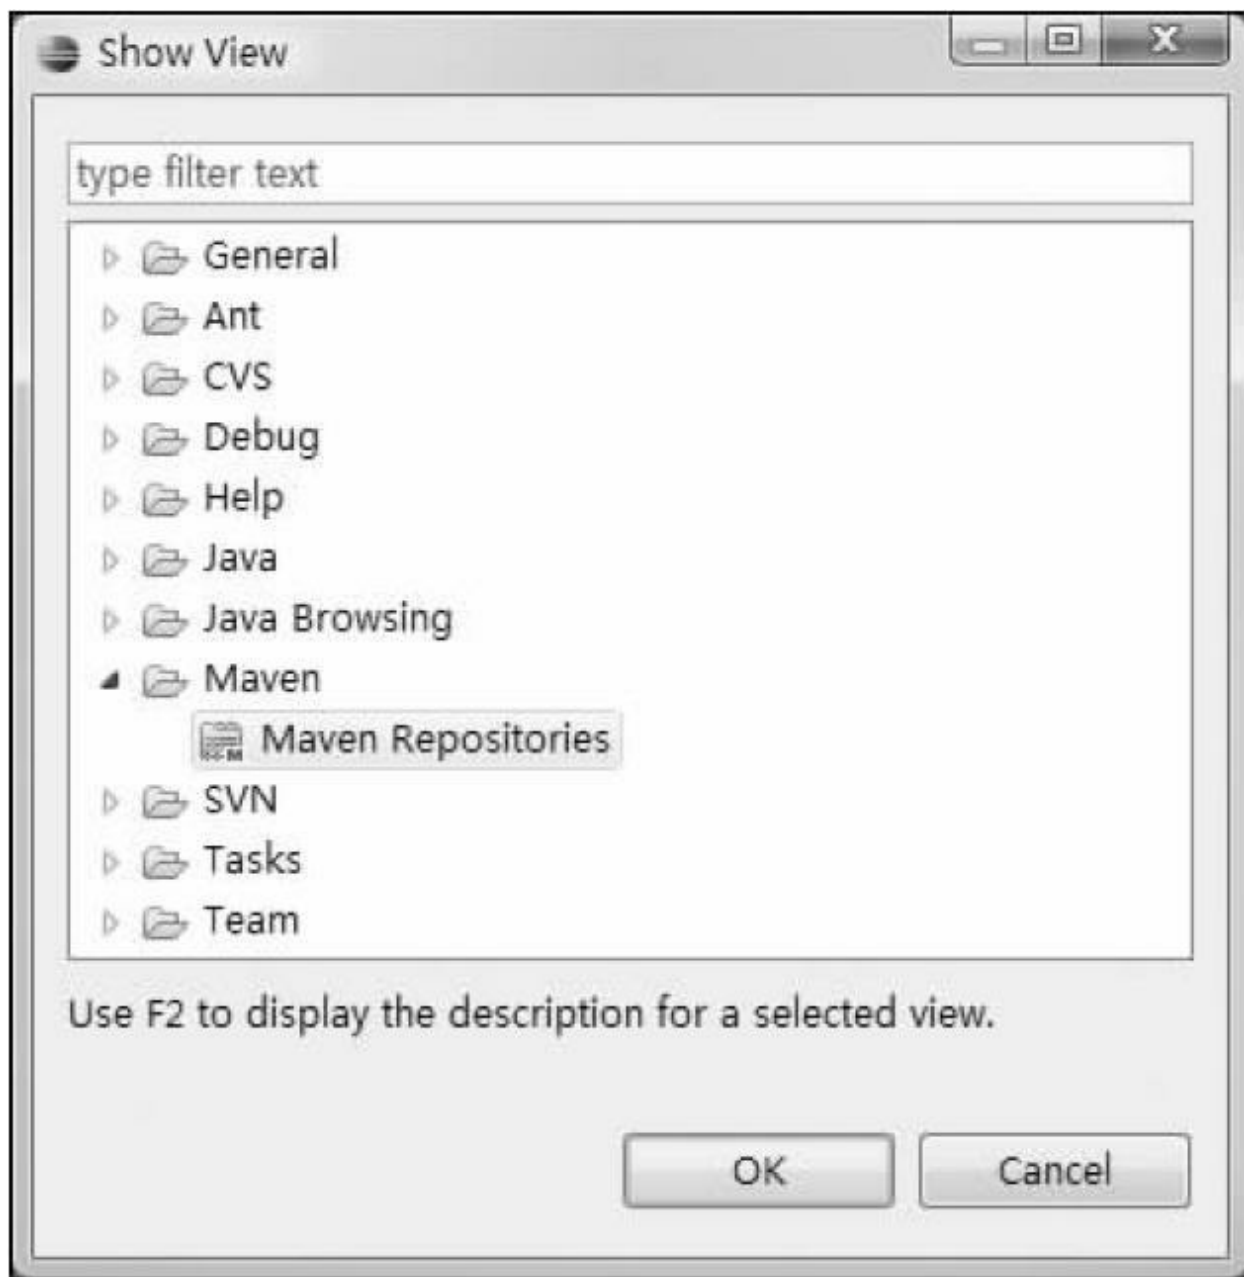 Show View
type filter text
General
Ant
CVS
Debug
Help
Java
Java Browsing
Maven
Maven Repositories
SVN
Tasks
Team
Use F2 to display the description for a selected view.
OK
Cancel